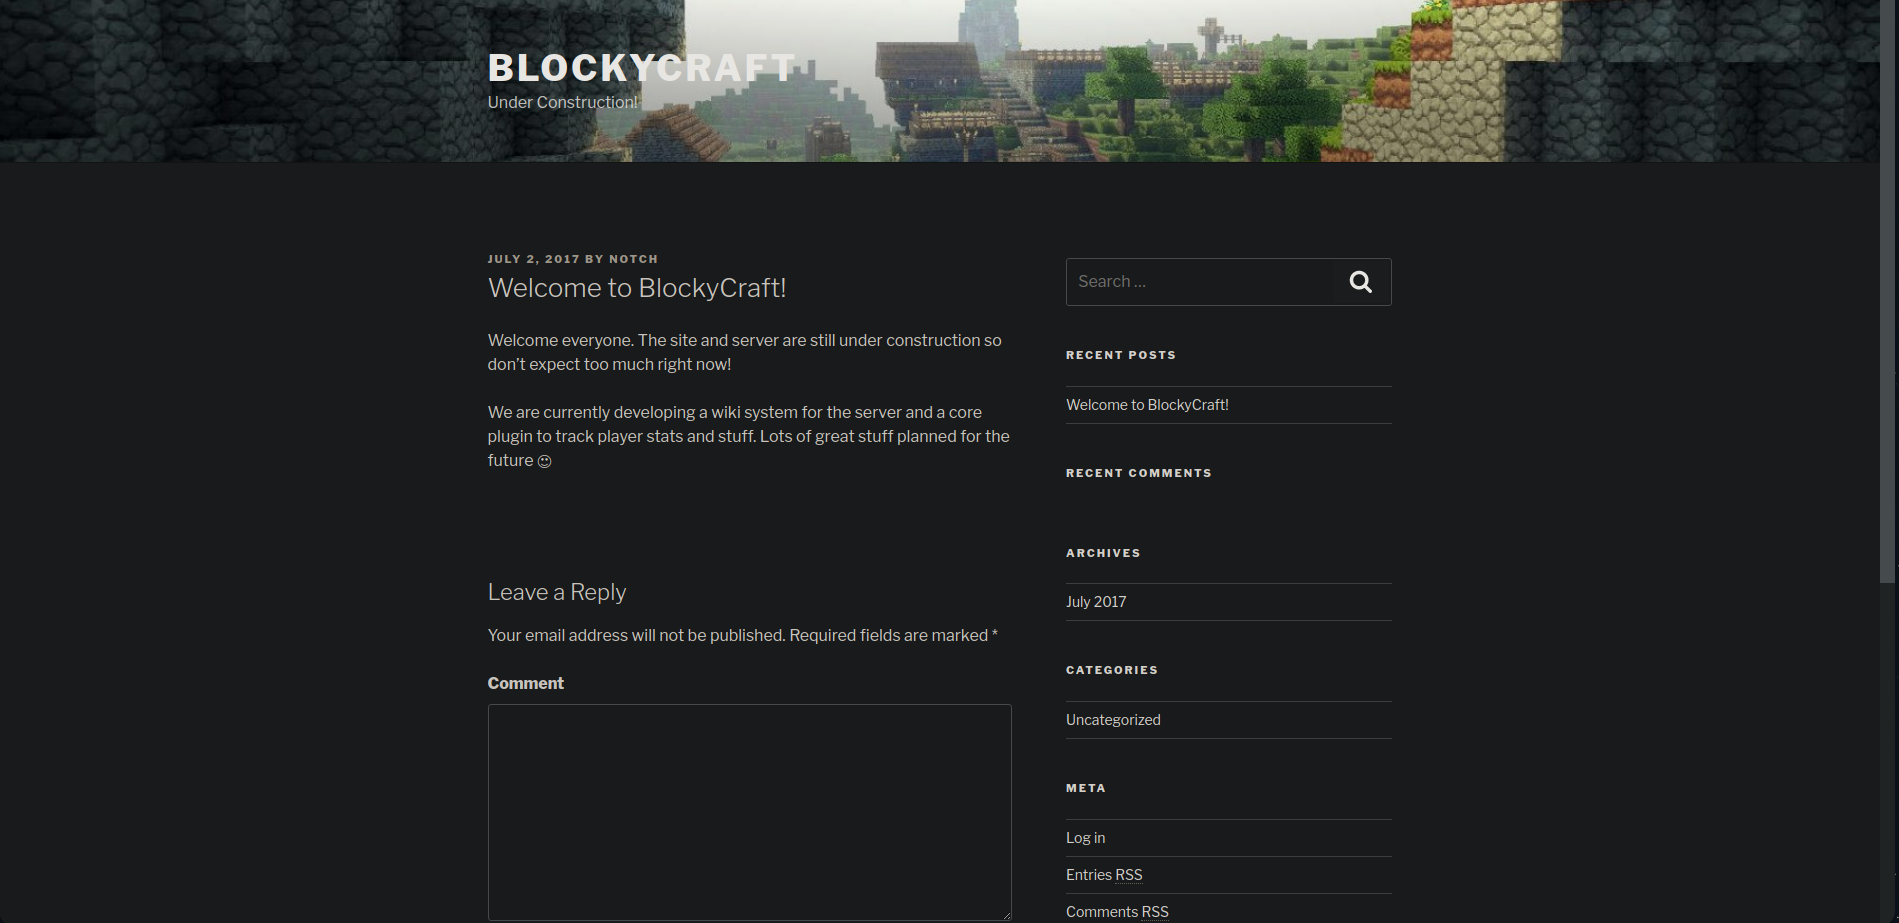 BLOCKYCRAFT
Under Construction!
JULY 2, 2017 BY NOTCH
Welcome to BlockyCraft!
Welcome everyone. The site and server are still under construction so
don’t expect too much right now!
We are currently developing a wiki system for the server and a core
plugin to track player stats and stuff. Lots of great stuff planned for the
future 🙂
Leave a Reply
Your email address will not be published. Required fields are marked *
Comment
Search …
RECENT POSTS
Welcome to BlockyCraft!
RECENT COMMENTS
ARCHIVES
July 2017
CATEGORIES
Uncategorized
META
Log in
Entries RSS
Comments RSS